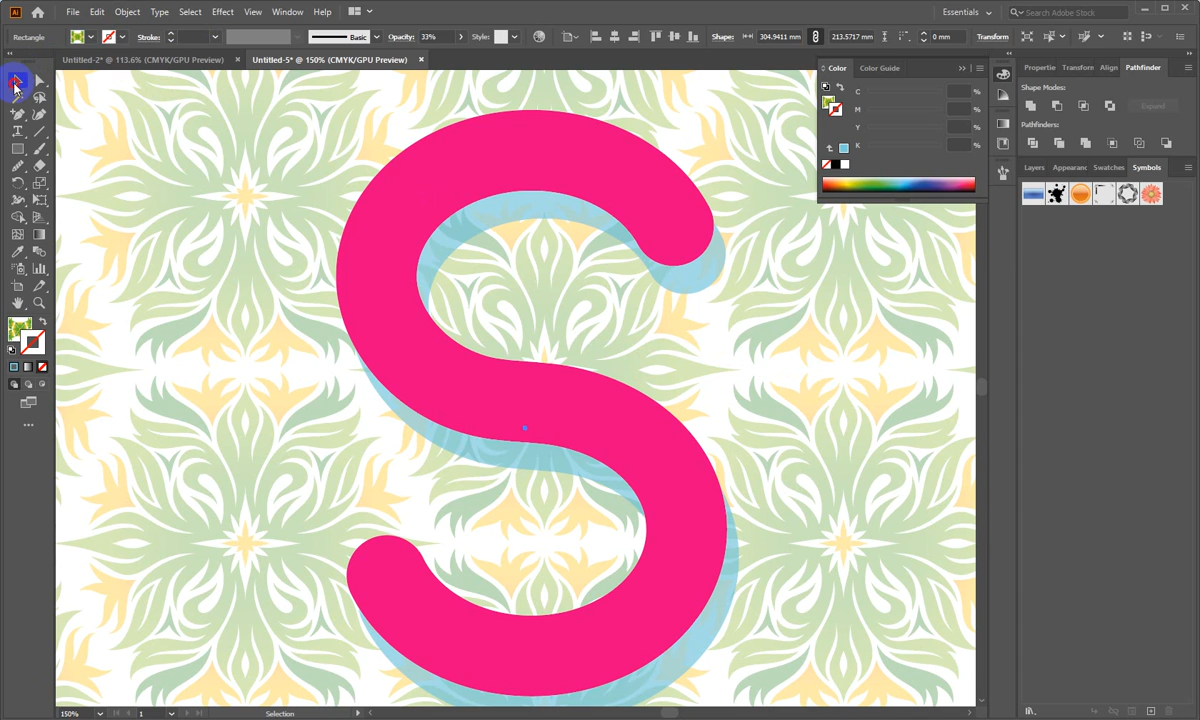 Ai File Edit Object Type Select Effect View Window Help Essentials Search Adobe Stock
Rectangle Stroke: Basic Opacity: 33% Style: Shape: 304.9411 mm 213.5717 mm 0 mm Transform
Untitled-2* @ 113.6% (CMYK/GPU Preview) × Untitled-5* @ 150% (CMYK/GPU Preview) ×
Color Color Guide Propertie Transform Align Pathfinder
C %
M %
Y %
K %
Shape Modes:
Expand
Pathfinders:
Layers Appearanc Swatches Symbols
S
150% 1 Selection